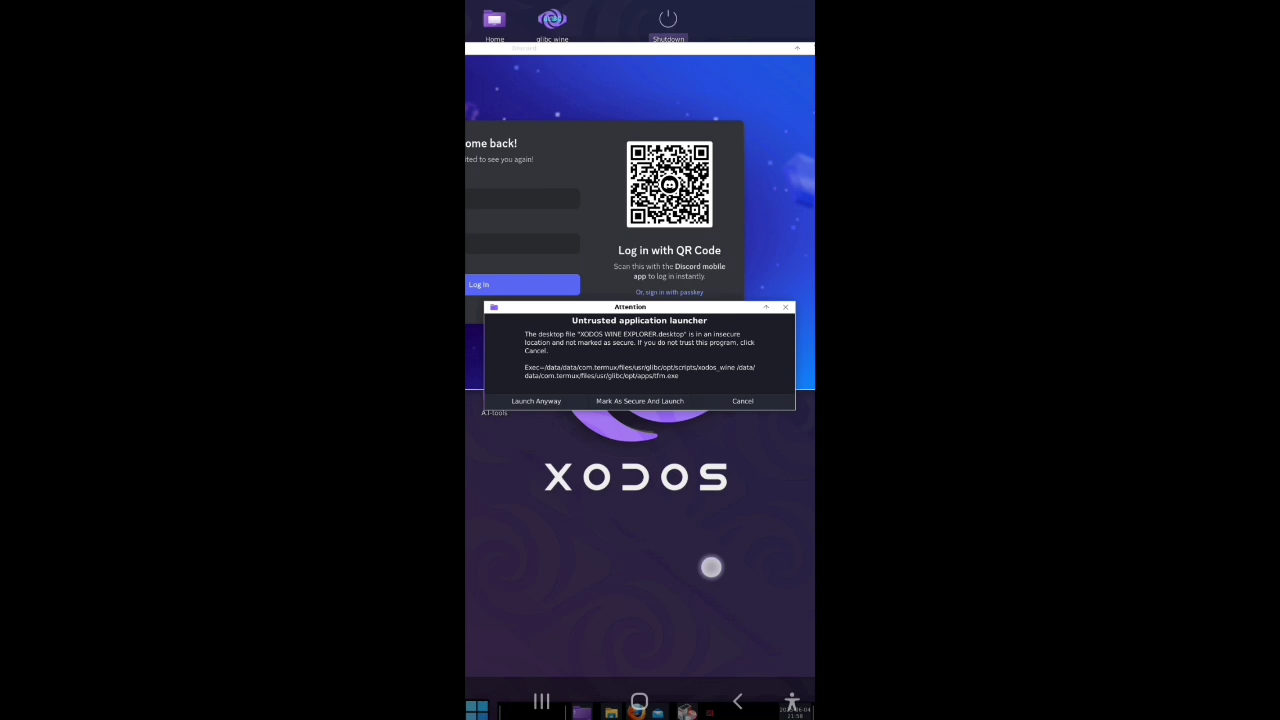 Home
glibc wine
Shutdown
Discord
ome back!
ited to see you again!
Log In
Log in with QR Code
Scan this with the Discord mobile
app to log in instantly.
Or, sign in with passkey
Attention
Untrusted application launcher
The desktop file "XODOS WINE EXPLORER.desktop" is in an insecure
location and not marked as secure. If you do not trust this program, click
Cancel.
Exec=/data/data/com.termux/files/usr/glibc/opt/scripts/xodos_wine /data/
data/com.termux/files/usr/glibc/opt/apps/tfm.exe
Launch Anyway
Mark As Secure And Launch
Cancel
A.I-tools
XODOS
11:58